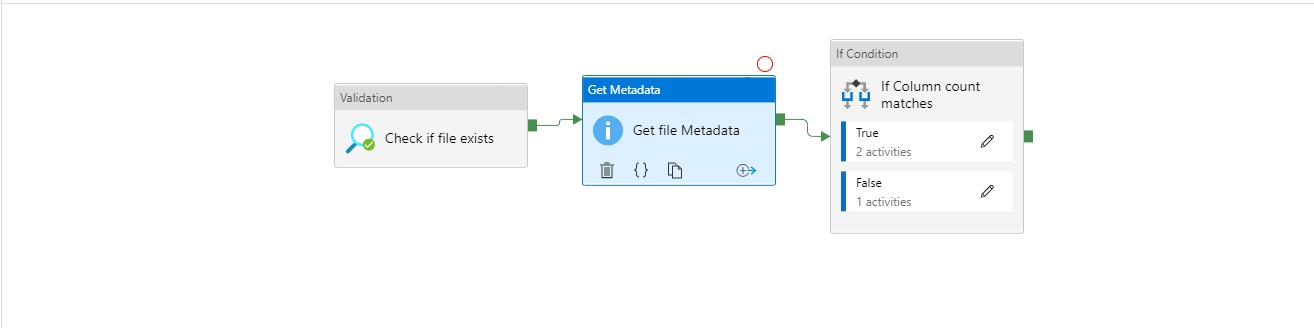 Validation
Check if file exists
Get Metadata
Get file Metadata
{}
If Condition
If Column count
matches
True
2 activities
False
1 activities